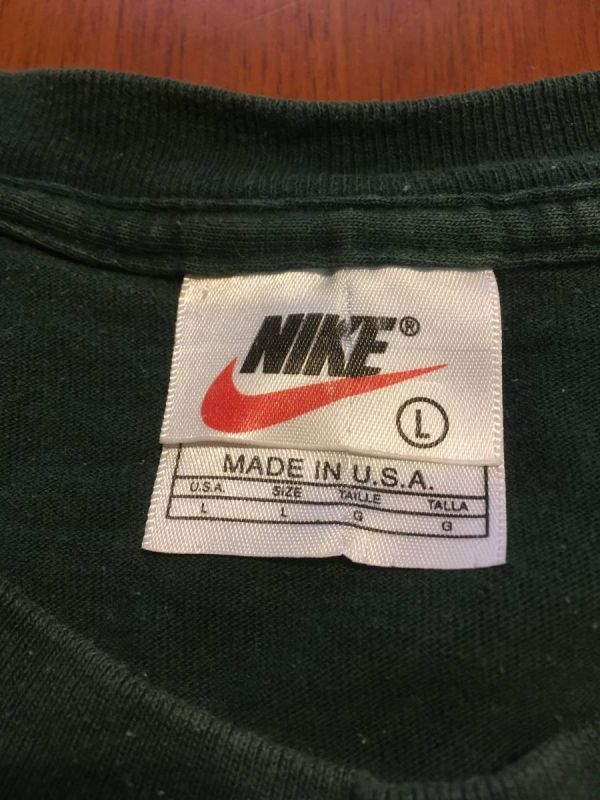 NIKE®
L
MADE IN U.S.A.
U.S.A. SIZE TAILLE TALLA
L L G G